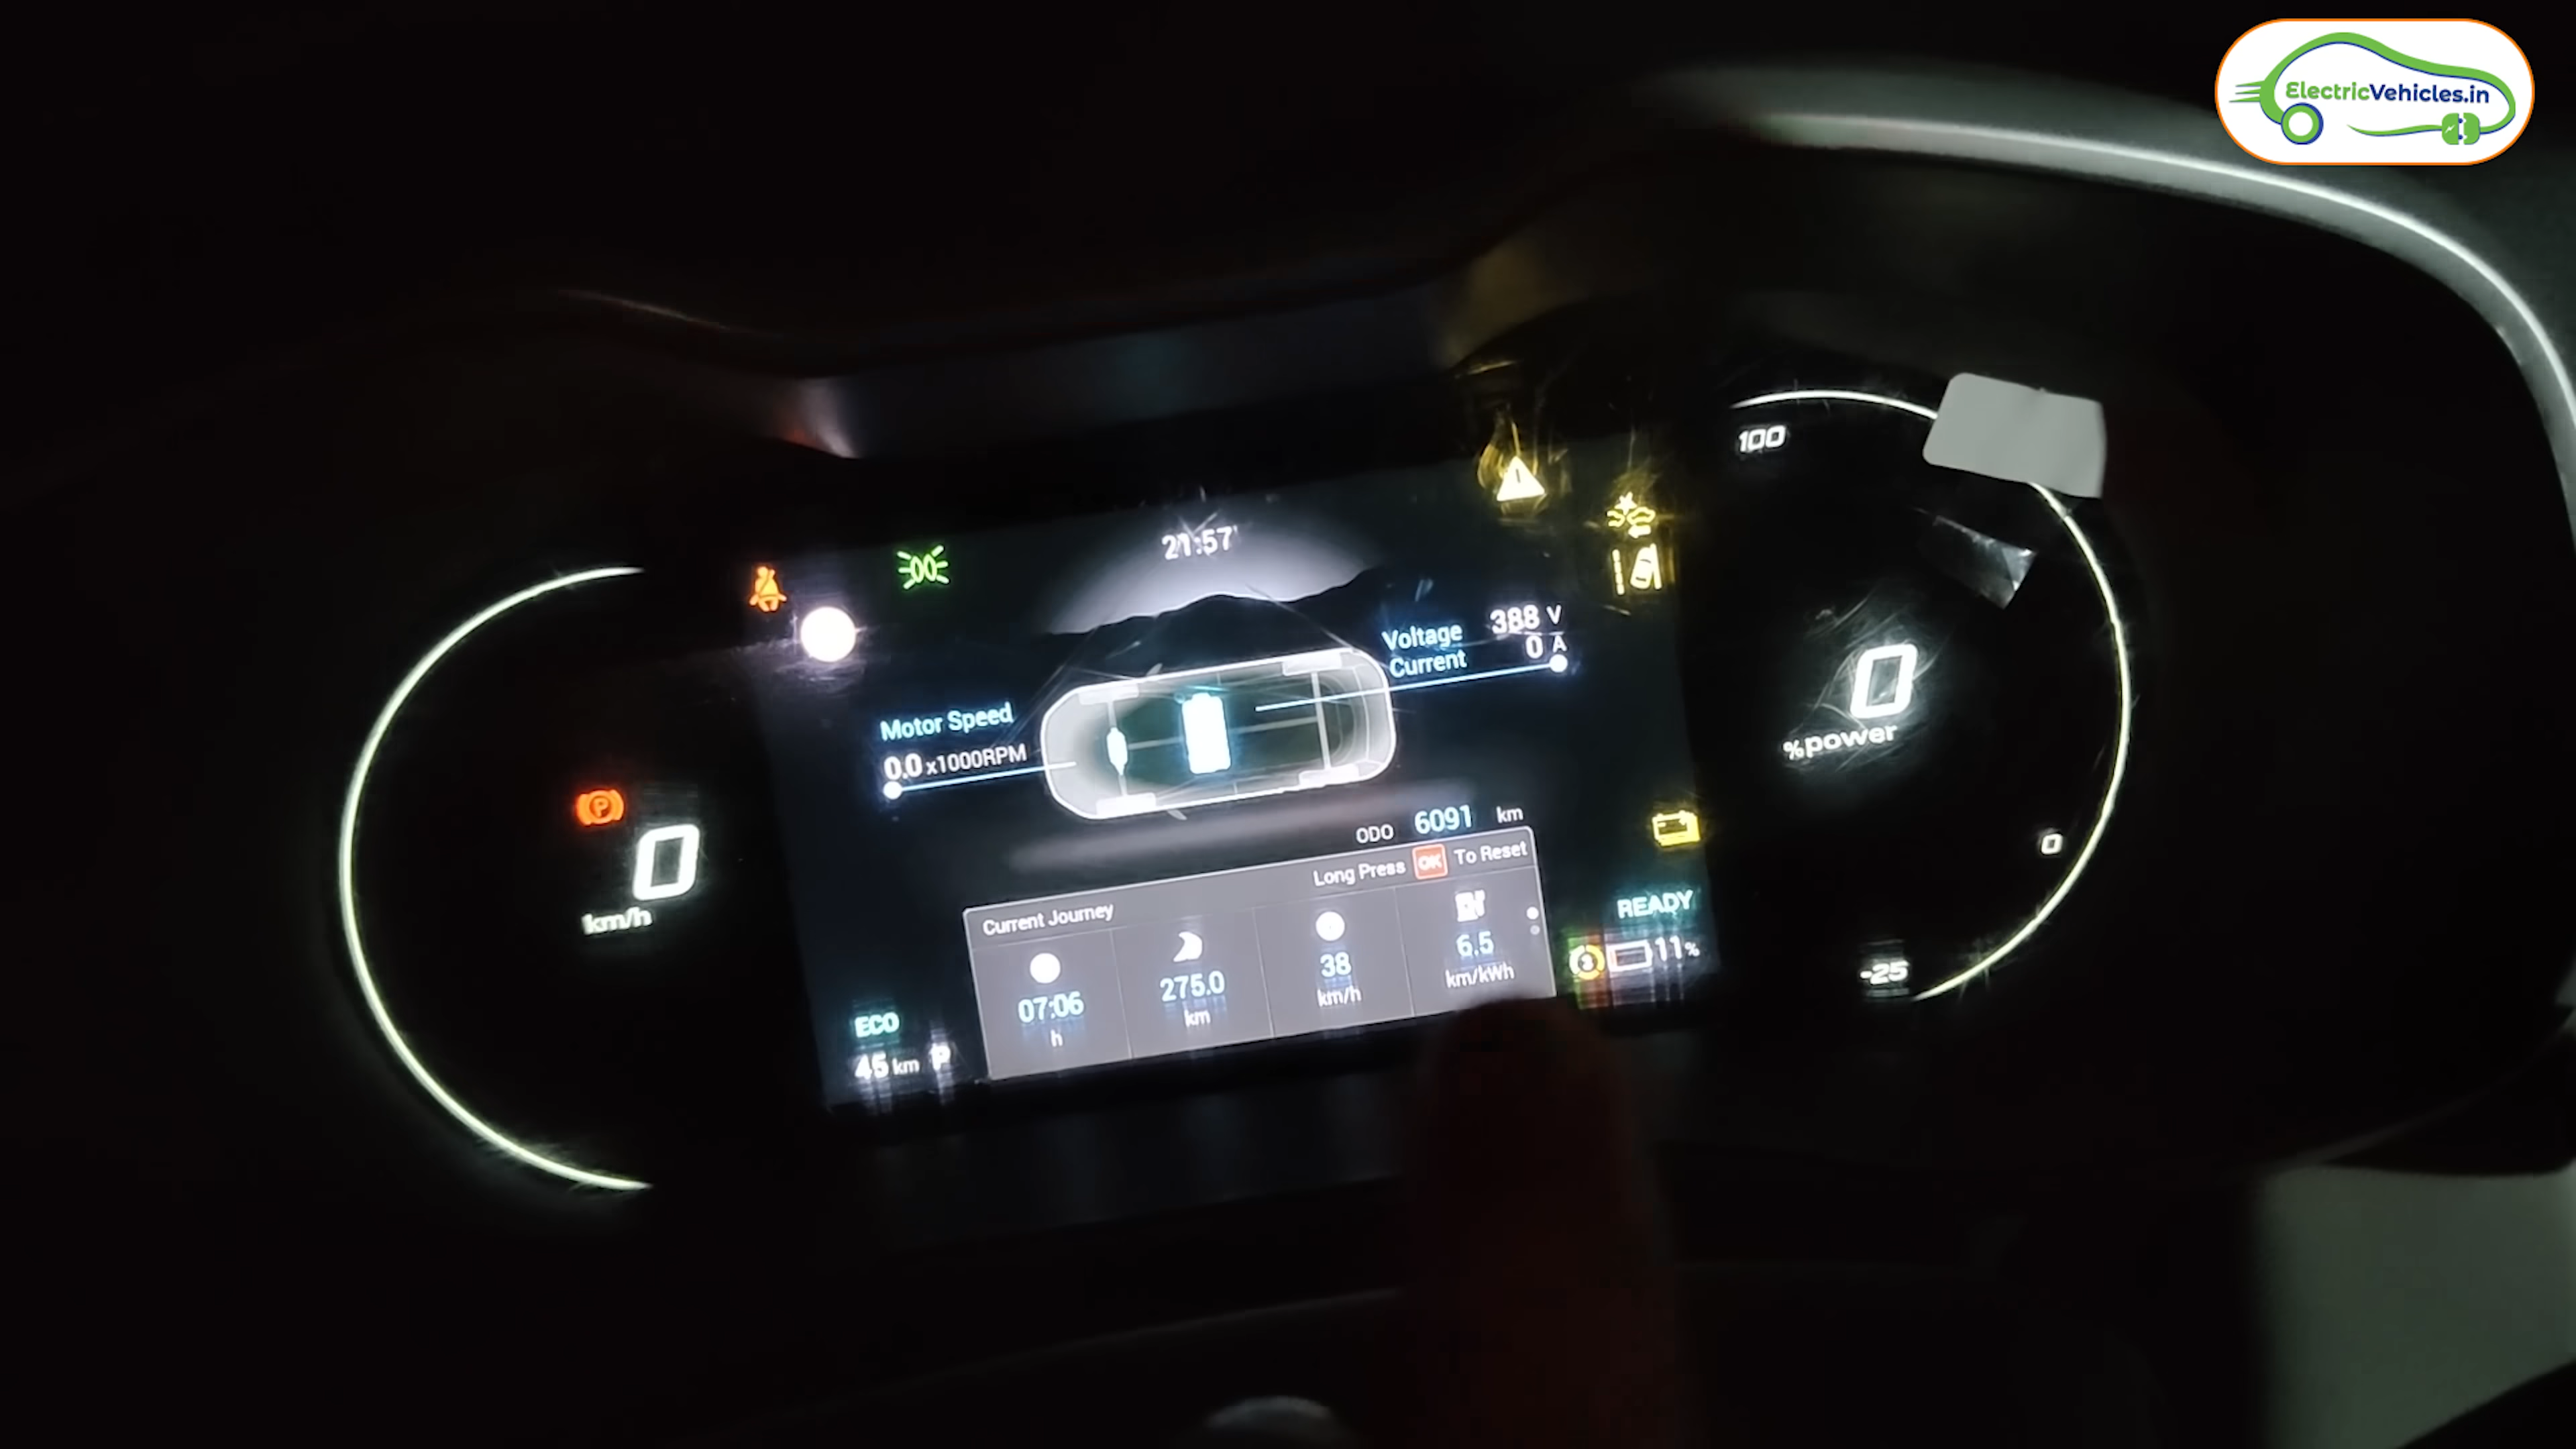 ElectricVehicles.in
100
21:57
Voltage 388 V
Current 0 A
Motor Speed
0.0 x1000RPM
0
%power
P
0
km/h
ODO 6091 km
Long Press OK To Reset
Current Journey
07:06
h
275.0
km
38
km/h
6.5
km/kWh
0
READY
3
11%
-25
ECO
45 km P